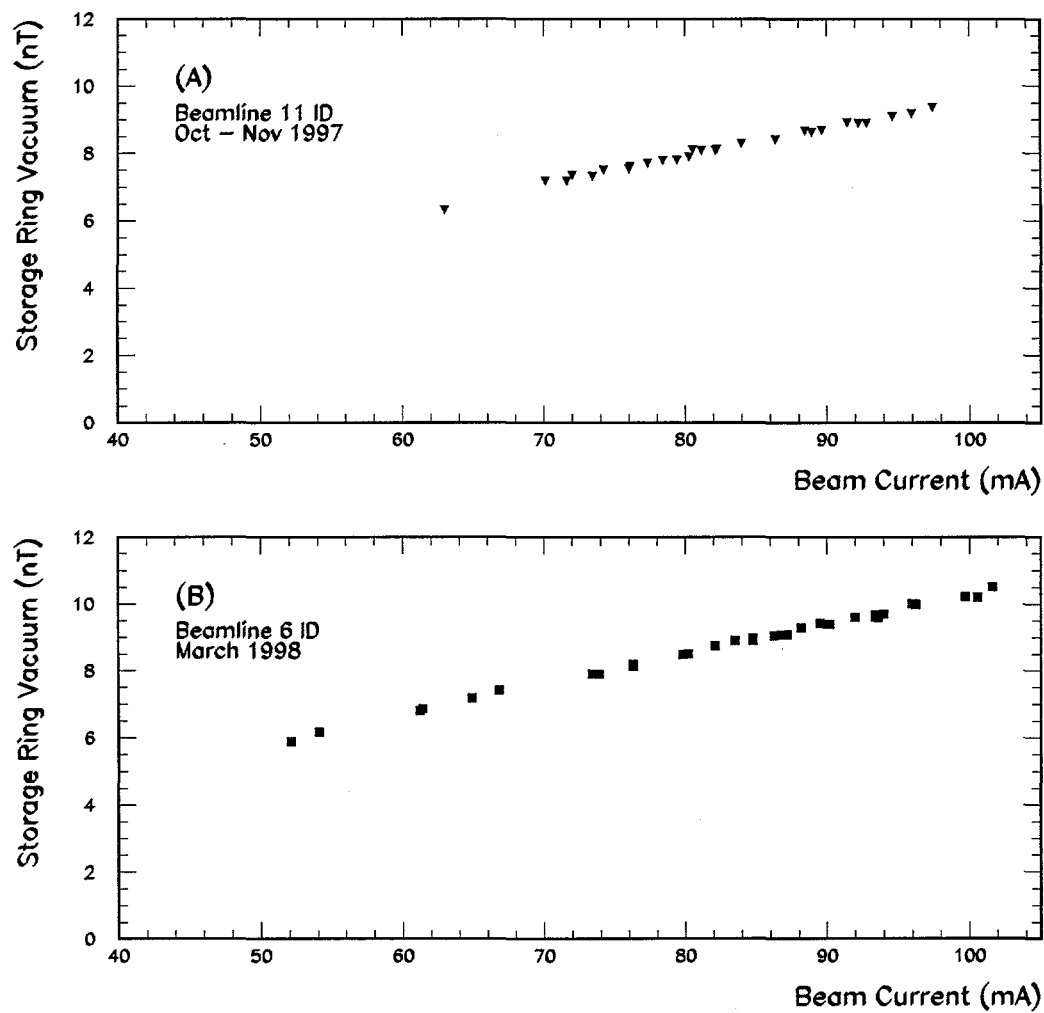 Storage Ring Vacuum (nT)
12
10
8
6
4
2
0
(A)
Beamline 11 ID
Oct – Nov 1997
40 50 60 70 80 90 100
Beam Current (mA)
Storage Ring Vacuum (nT)
12
10
8
6
4
2
0
(B)
Beamline 6 ID
March 1998
40 50 60 70 80 90 100
Beam Current (mA)